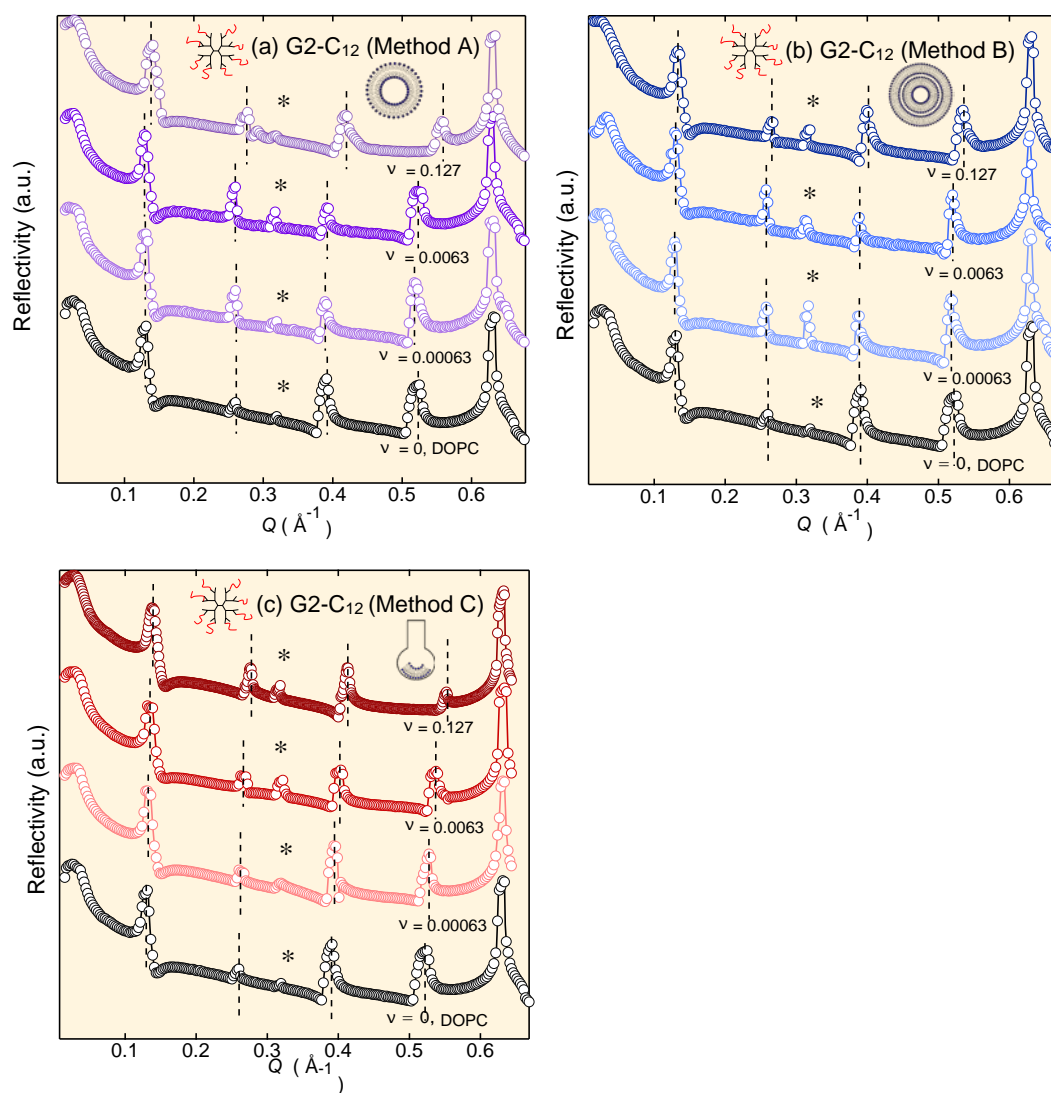 (a) G2-C12 (Method A)
*
ν = 0.127
*
ν = 0.0063
*
ν = 0.00063
*
ν = 0, DOPC
Reflectivity (a.u.)
0.1 0.2 0.3 0.4 0.5 0.6
Q ( Å-1 )
(b) G2-C12 (Method B)
*
ν = 0.127
*
ν = 0.0063
*
ν = 0.00063
*
ν = 0, DOPC
Reflectivity (a.u.)
0.1 0.2 0.3 0.4 0.5 0.6
Q ( Å-1 )
(c) G2-C12 (Method C)
*
ν = 0.127
*
ν = 0.0063
*
ν = 0.00063
*
ν = 0, DOPC
Reflectivity (a.u.)
0.1 0.2 0.3 0.4 0.5 0.6
Q ( Å-1 )